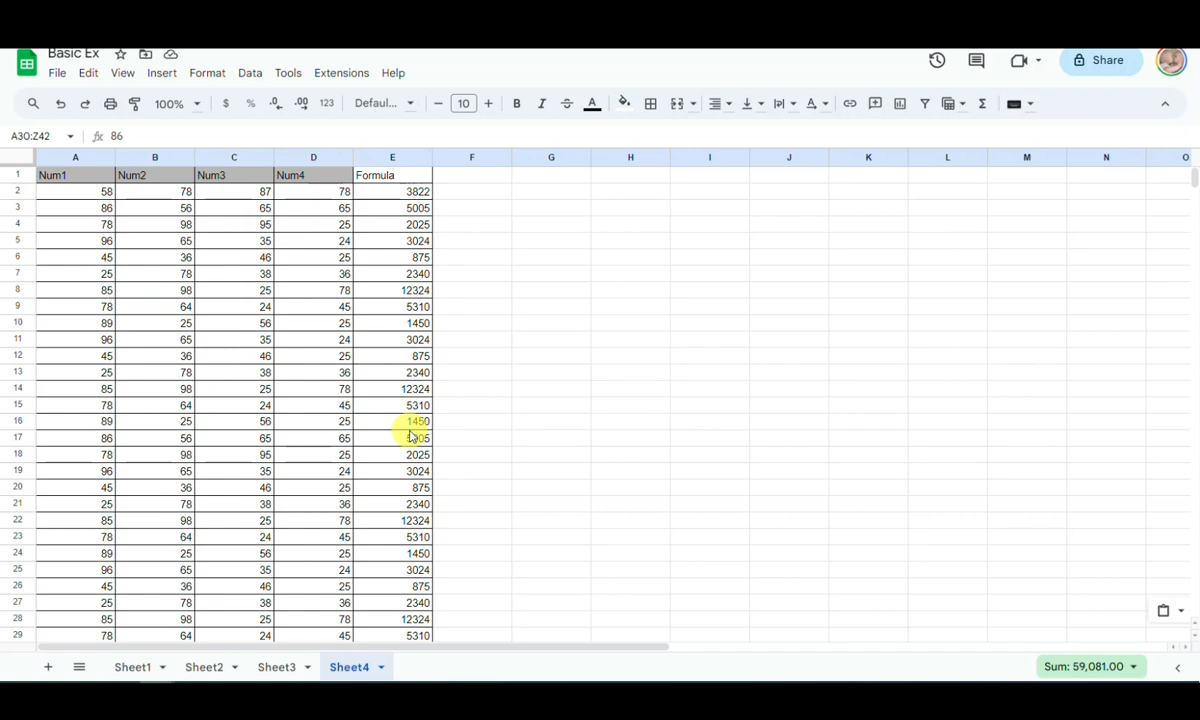 Basic Ex
File Edit View Insert Format Data Tools Extensions Help
Share
100% $ % .0 .00 123 Defaul... 10 B I A
A30:Z42 fx 86
A B C D E F G H I J K L M N O
1 Num1 Num2 Num3 Num4 Formula
2 58 78 87 78 3822
3 86 56 65 65 5005
4 78 98 95 25 2025
5 96 65 35 24 3024
6 45 36 46 25 875
7 25 78 38 36 2340
8 85 98 25 78 12324
9 78 64 24 45 5310
10 89 25 56 25 1450
11 96 65 35 24 3024
12 45 36 46 25 875
13 25 78 38 36 2340
14 85 98 25 78 12324
15 78 64 24 45 5310
16 89 25 56 25 1450
17 86 56 65 65
18 78 98 95 25 2025
19 96 65 35 24 3024
20 45 36 46 25 875
21 25 78 38 36 2340
22 85 98 25 78 12324
23 78 64 24 45 5310
24 89 25 56 25 1450
25 96 65 35 24 3024
26 45 36 46 25 875
27 25 78 38 36 2340
28 85 98 25 78 12324
29 78 64 24 45 5310
Sheet1 Sheet2 Sheet3 Sheet4 Sum: 59,081.00